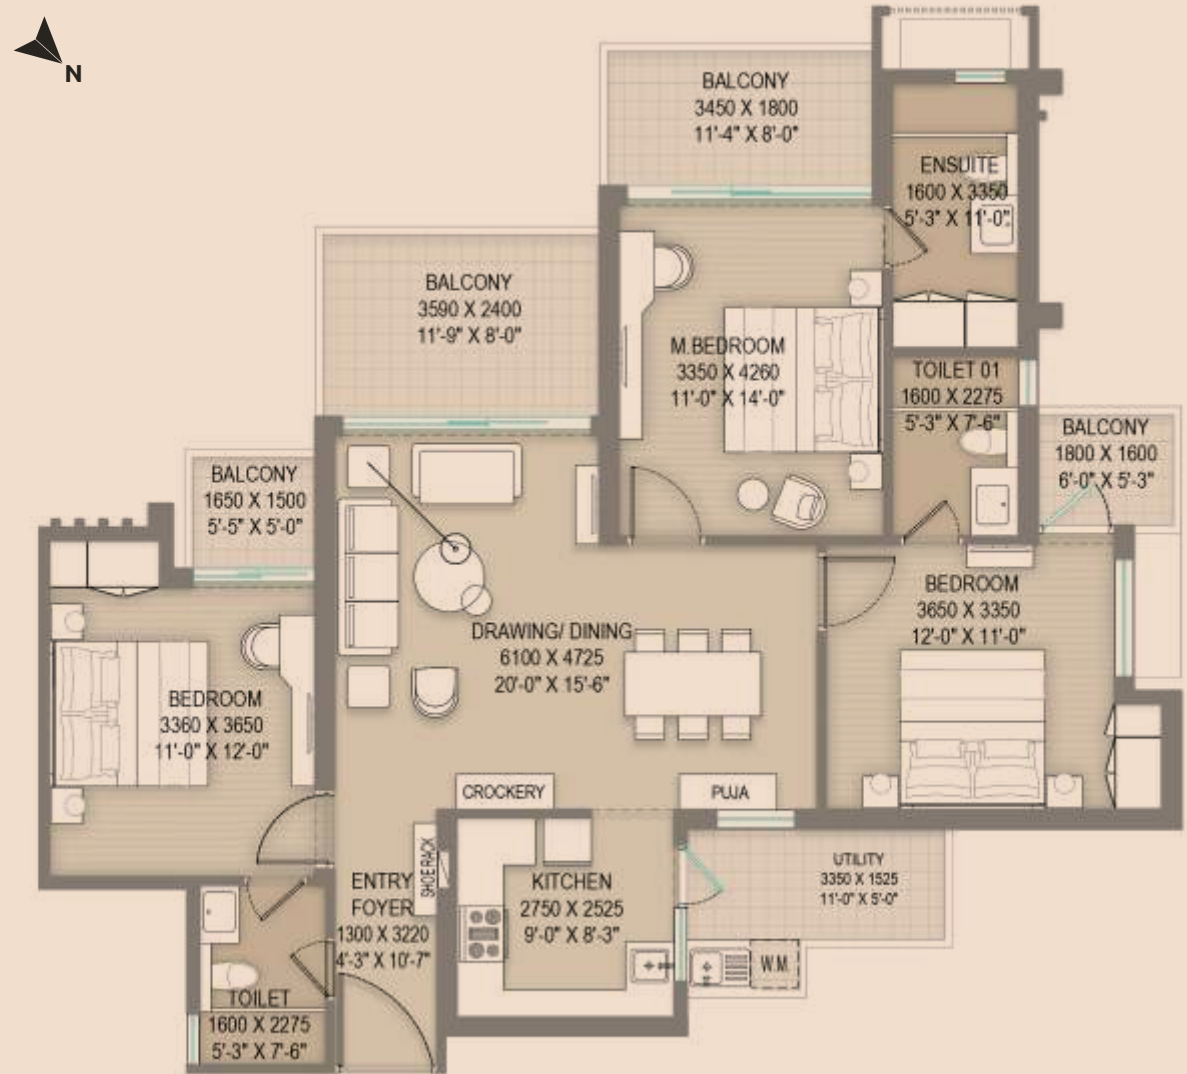 N
BALCONY
3450 X 1800
11'-4" X 8'-0"
ENSUITE
1600 X 3350
5'-3" X 11'-0"
BALCONY
3590 X 2400
11'-9" X 8'-0"
M.BEDROOM
3350 X 4260
11'-0" X 14'-0"
TOILET 01
1600 X 2275
5'-3" X 7'-6"
BALCONY
1800 X 1600
6'-0" X 5'-3"
BALCONY
1650 X 1500
5'-5" X 5'-0"
BEDROOM
3650 X 3350
12'-0" X 11'-0"
DRAWING/ DINING
6100 X 4725
20'-0" X 15'-6"
BEDROOM
3360 X 3650
11'-0" X 12'-0"
CROCKERY
PUJA
SHOE RACK
ENTRY
FOYER
1300 X 3220
4'-3" X 10'-7"
KITCHEN
2750 X 2525
9'-0" X 8'-3"
UTILITY
3350 X 1525
11'-0" X 5'-0"
W.M.
TOILET
1600 X 2275
5'-3" X 7'-6"